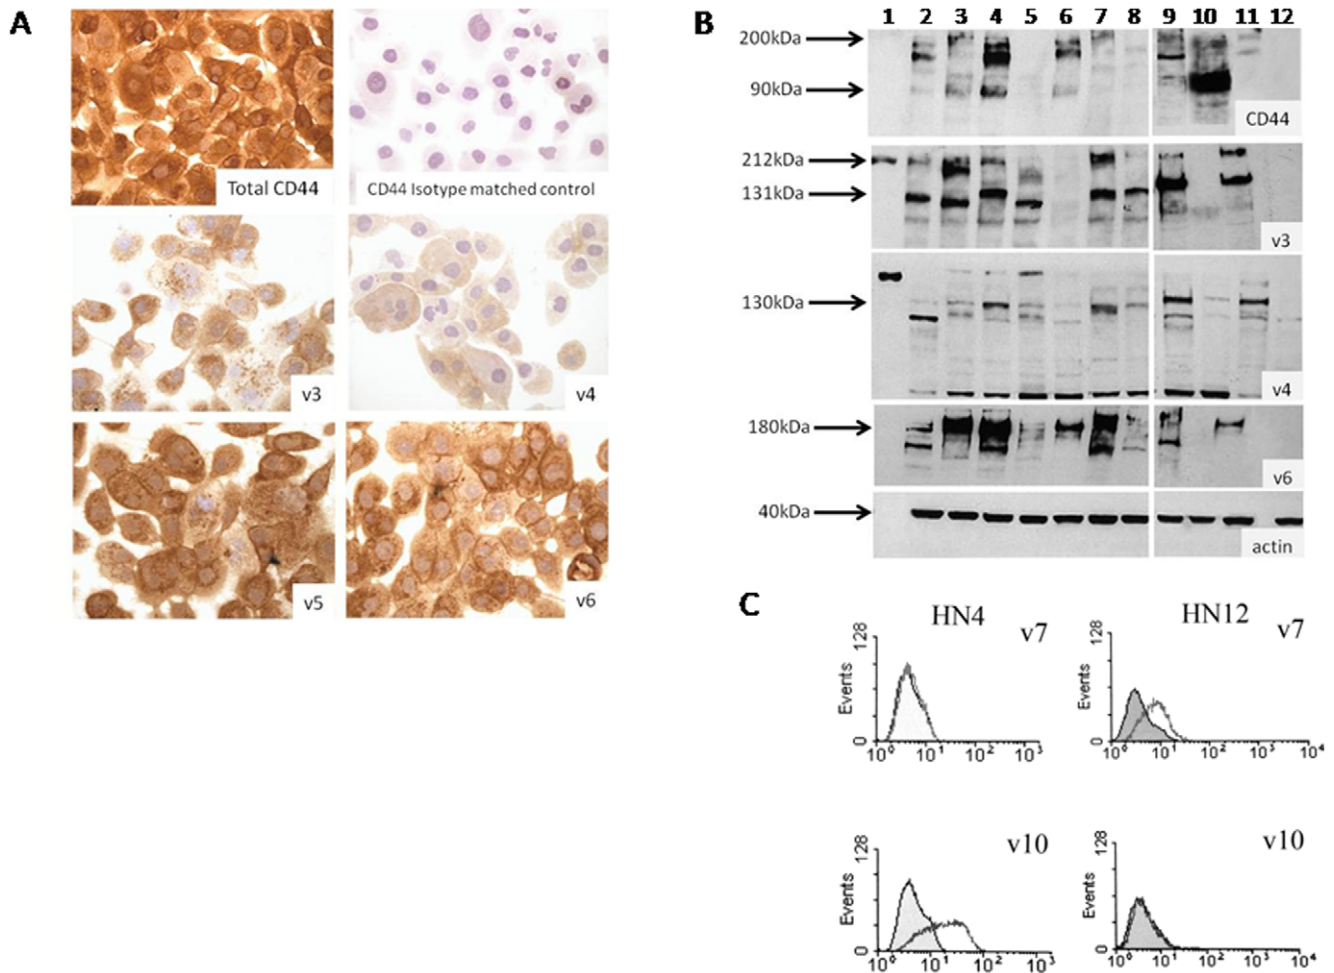 A
Total CD44
CD44 Isotype matched control
v3
v4
v5
v6
B
1 2 3 4 5 6 7 8 9 10 11 12
200kDa
90kDa
CD44
212kDa
131kDa
v3
130kDa
v4
180kDa
v6
40kDa
actin
C
HN4 v7
128
Events
0
10⁰ 10¹ 10² 10³
HN12 v7
128
Events
0
10⁰ 10¹ 10² 10³ 10⁴
v10
128
Events
0
10⁰ 10¹ 10² 10³
v10
128
Events
0
10⁰ 10¹ 10² 10³ 10⁴